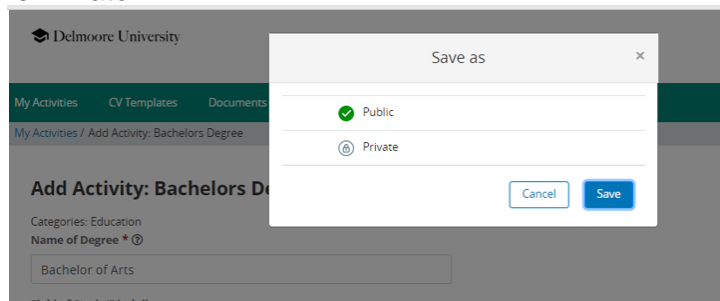 Delmoore University
Save as
×
My Activities CV Templates Documents
Public
My Activities / Add Activity: Bachelors Degree
Private
Add Activity: Bachelors De
Cancel Save
Categories: Education
Name of Degree *
Bachelor of Arts